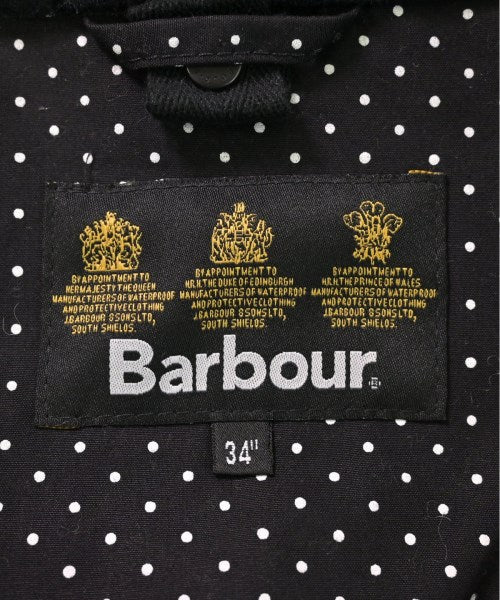 BY APPOINTMENT TO
HER MAJESTY THE QUEEN
MANUFACTURERS OF WATERPROOF
AND PROTECTIVE CLOTHING
J.BARBOUR & SONS LTD,
SOUTH SHIELDS.
BY APPOINTMENT TO
H.R.H. THE DUKE OF EDINBURGH
MANUFACTURERS OF WATERPROOF
AND PROTECTIVE CLOTHING
J.BARBOUR & SONS LTD,
SOUTH SHIELDS.
BY APPOINTMENT TO
H.R.H. THE PRINCE OF WALES
MANUFACTURERS OF WATERPROOF
AND PROTECTIVE CLOTHING
J.BARBOUR & SONS LTD,
SOUTH SHIELDS.
Barbour
34"